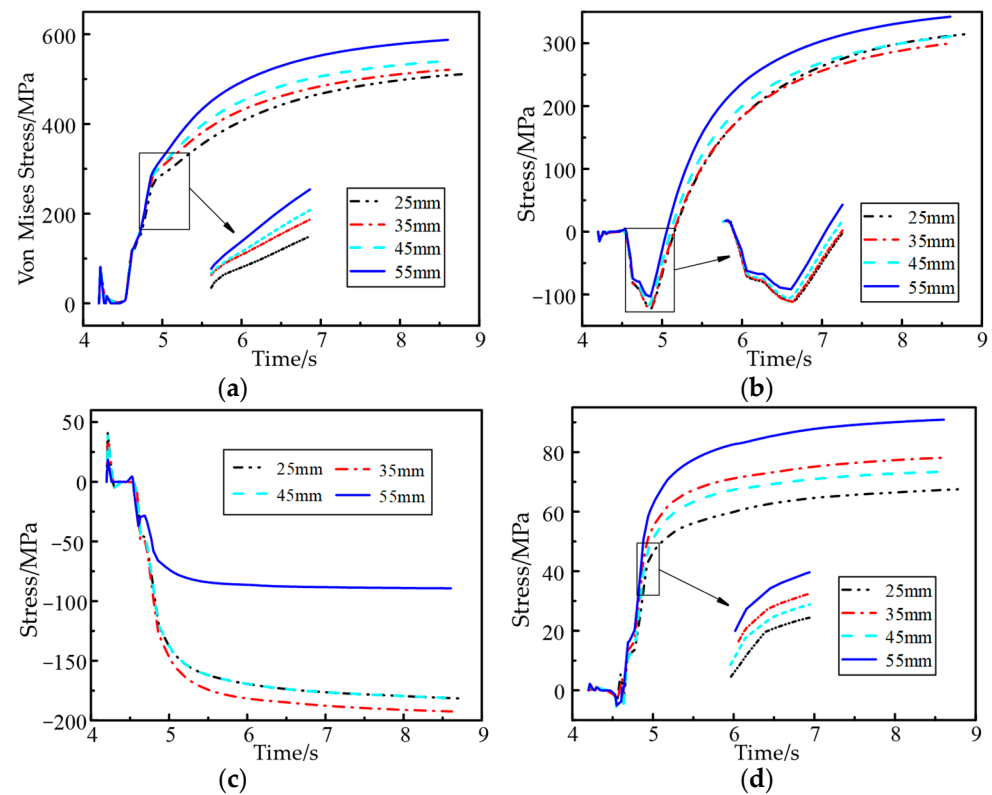 600
400
200
0
Von Mises Stress/MPa
25mm
35mm
45mm
55mm
4 5 6 7 8 9
Time/s
(a)
300
200
100
0
−100
Stress/MPa
25mm
35mm
45mm
55mm
4 5 6 7 8 9
Time/s
(b)
50
0
−50
−100
−150
−200
Stress/MPa
25mm 35mm
45mm 55mm
4 5 6 7 8 9
Time/s
(c)
80
60
40
20
0
Stress/MPa
25mm
35mm
45mm
55mm
4 5 6 7 8 9
Time/s
(d)